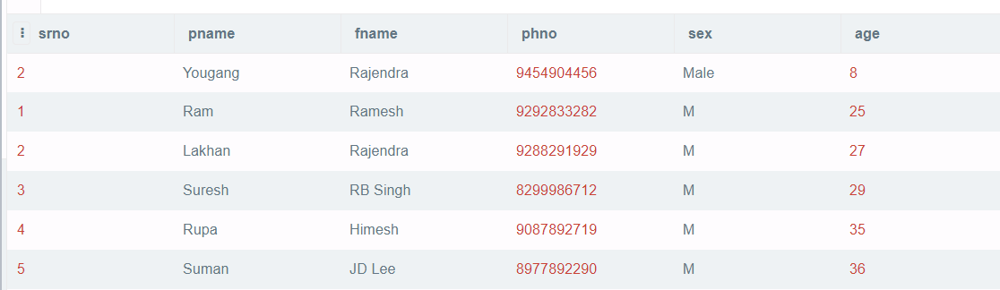 srno pname fname phno sex age
2 Yougang Rajendra 9454904456 Male 8
1 Ram Ramesh 9292833282 M 25
2 Lakhan Rajendra 9288291929 M 27
3 Suresh RB Singh 8299986712 M 29
4 Rupa Himesh 9087892719 M 35
5 Suman JD Lee 8977892290 M 36